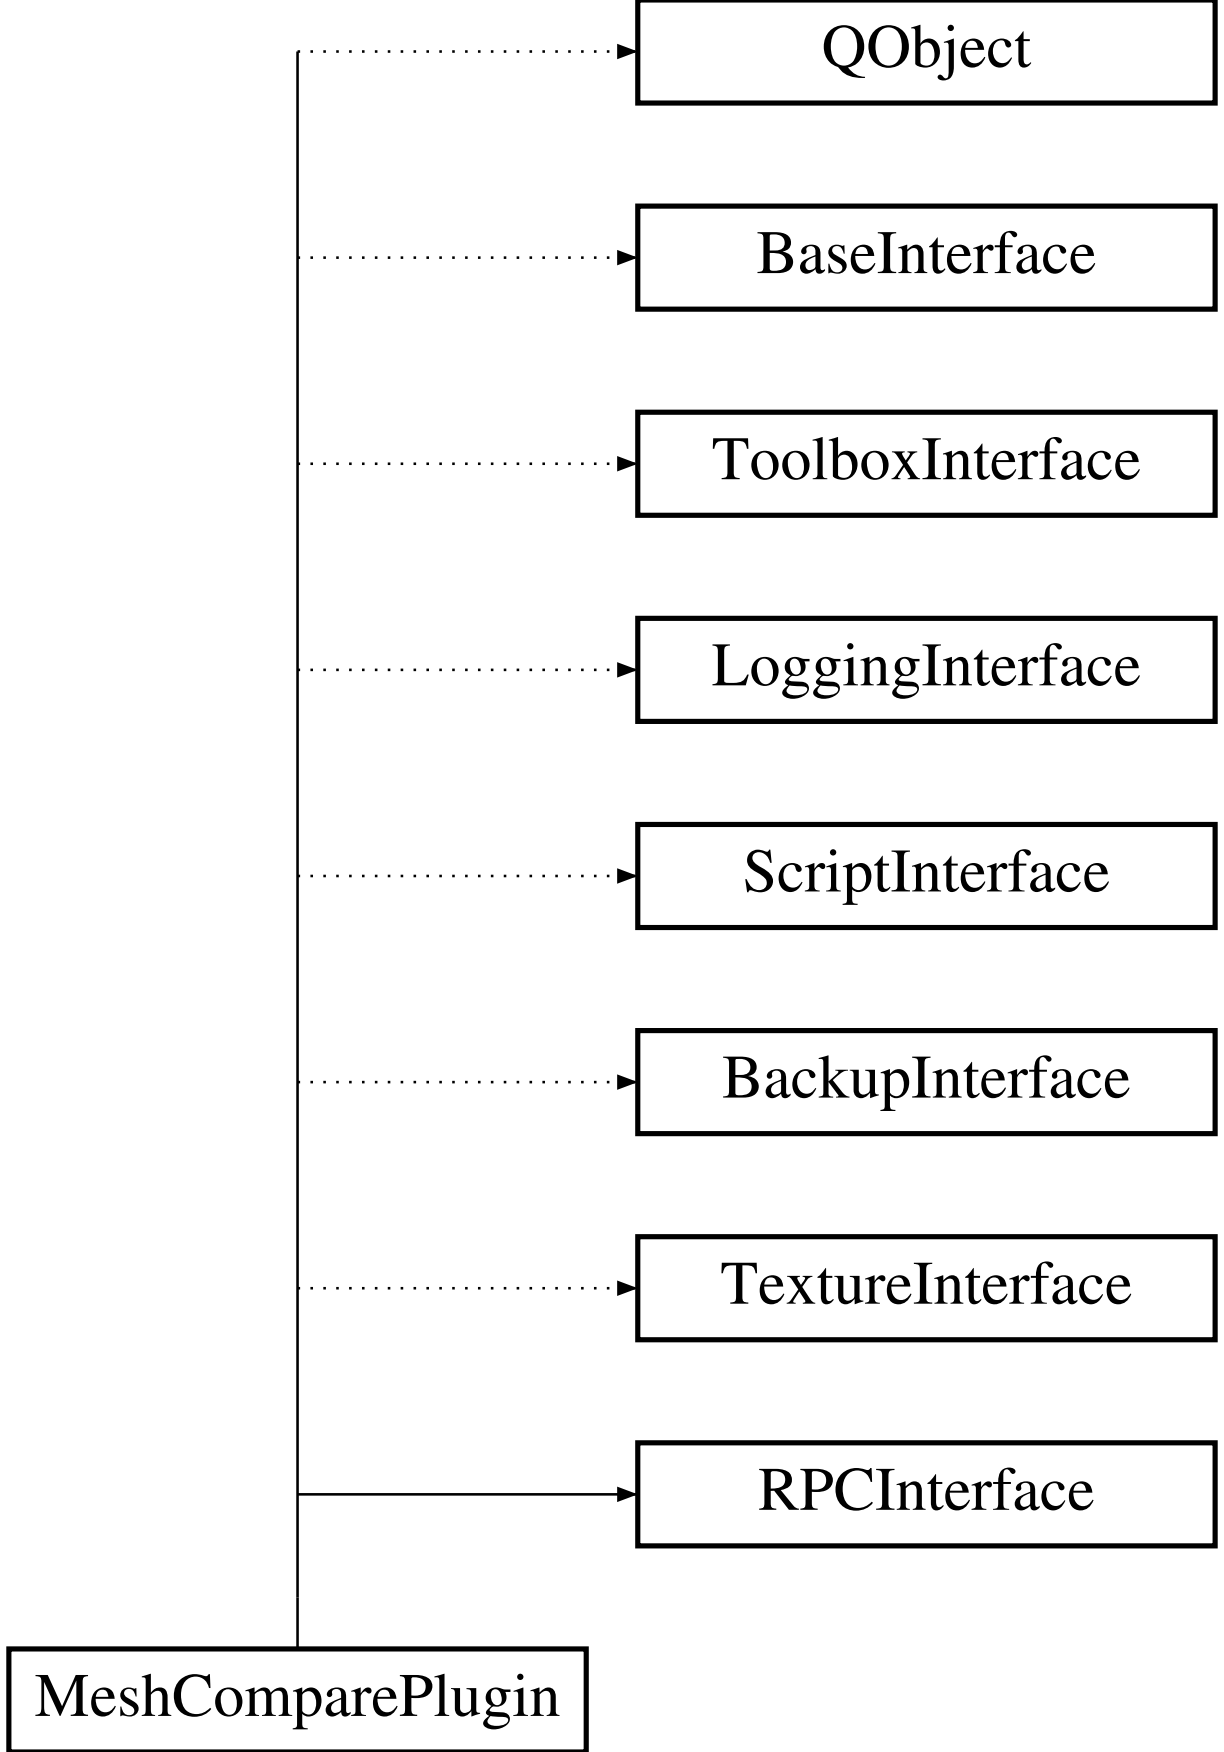 QObject
BaseInterface
ToolboxInterface
LoggingInterface
ScriptInterface
BackupInterface
TextureInterface
RPCInterface
MeshComparePlugin